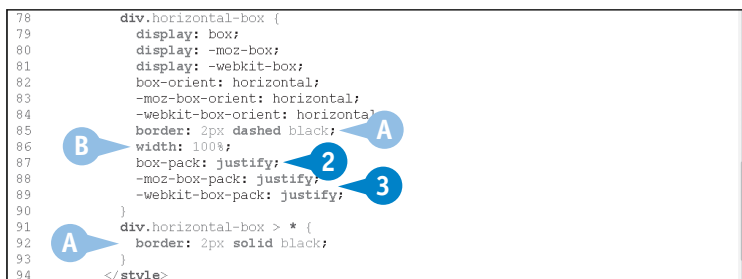 78 div.horizontal-box {
79 display: box;
80 display: -moz-box;
81 display: -webkit-box;
82 box-orient: horizontal;
83 -moz-box-orient: horizontal;
84 -webkit-box-orient: horizontal
85 border: 2px dashed black; A
B 86 width: 100%;
87 box-pack: justify; 2
88 -moz-box-pack: justify;
89 -webkit-box-pack: justify; 3
90 }
91 div.horizontal-box > * {
92 A border: 2px solid black;
93 }
94 </style>